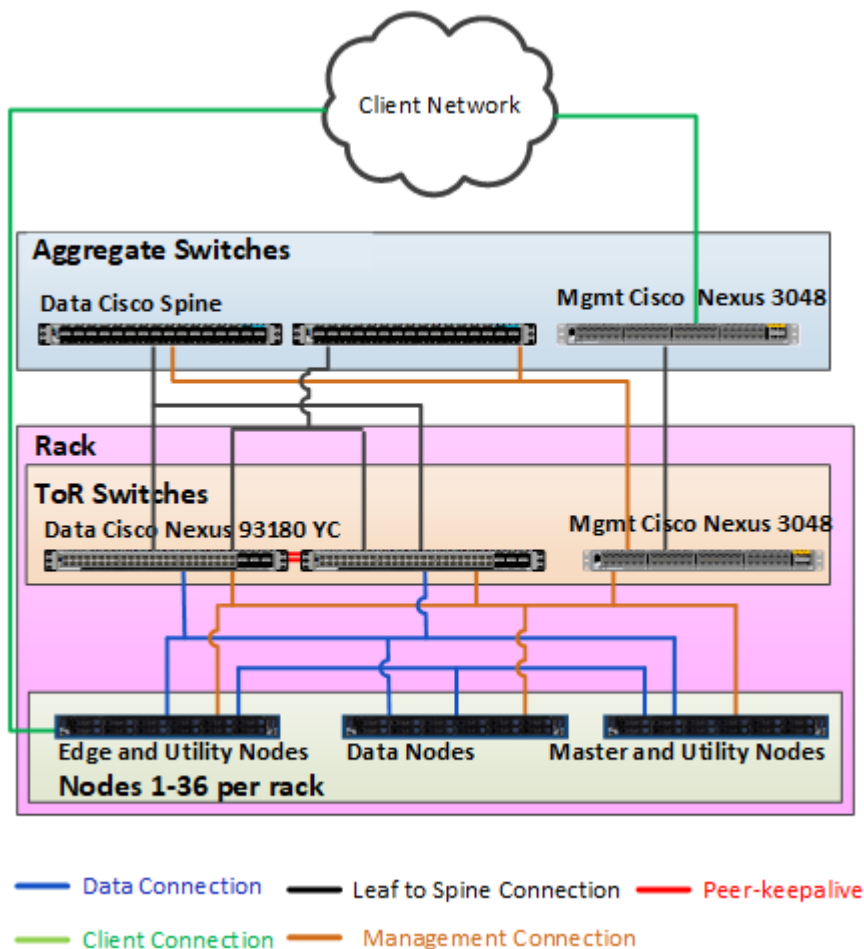 Client Network
Aggregate Switches
Data Cisco Spine
Mgmt Cisco Nexus 3048
Rack
ToR Switches
Data Cisco Nexus 93180 YC
Mgmt Cisco Nexus 3048
Edge and Utility Nodes
Data Nodes
Master and Utility Nodes
Nodes 1-36 per rack
Data Connection
Leaf to Spine Connection
Peer-keepalive
Client Connection
Management Connection